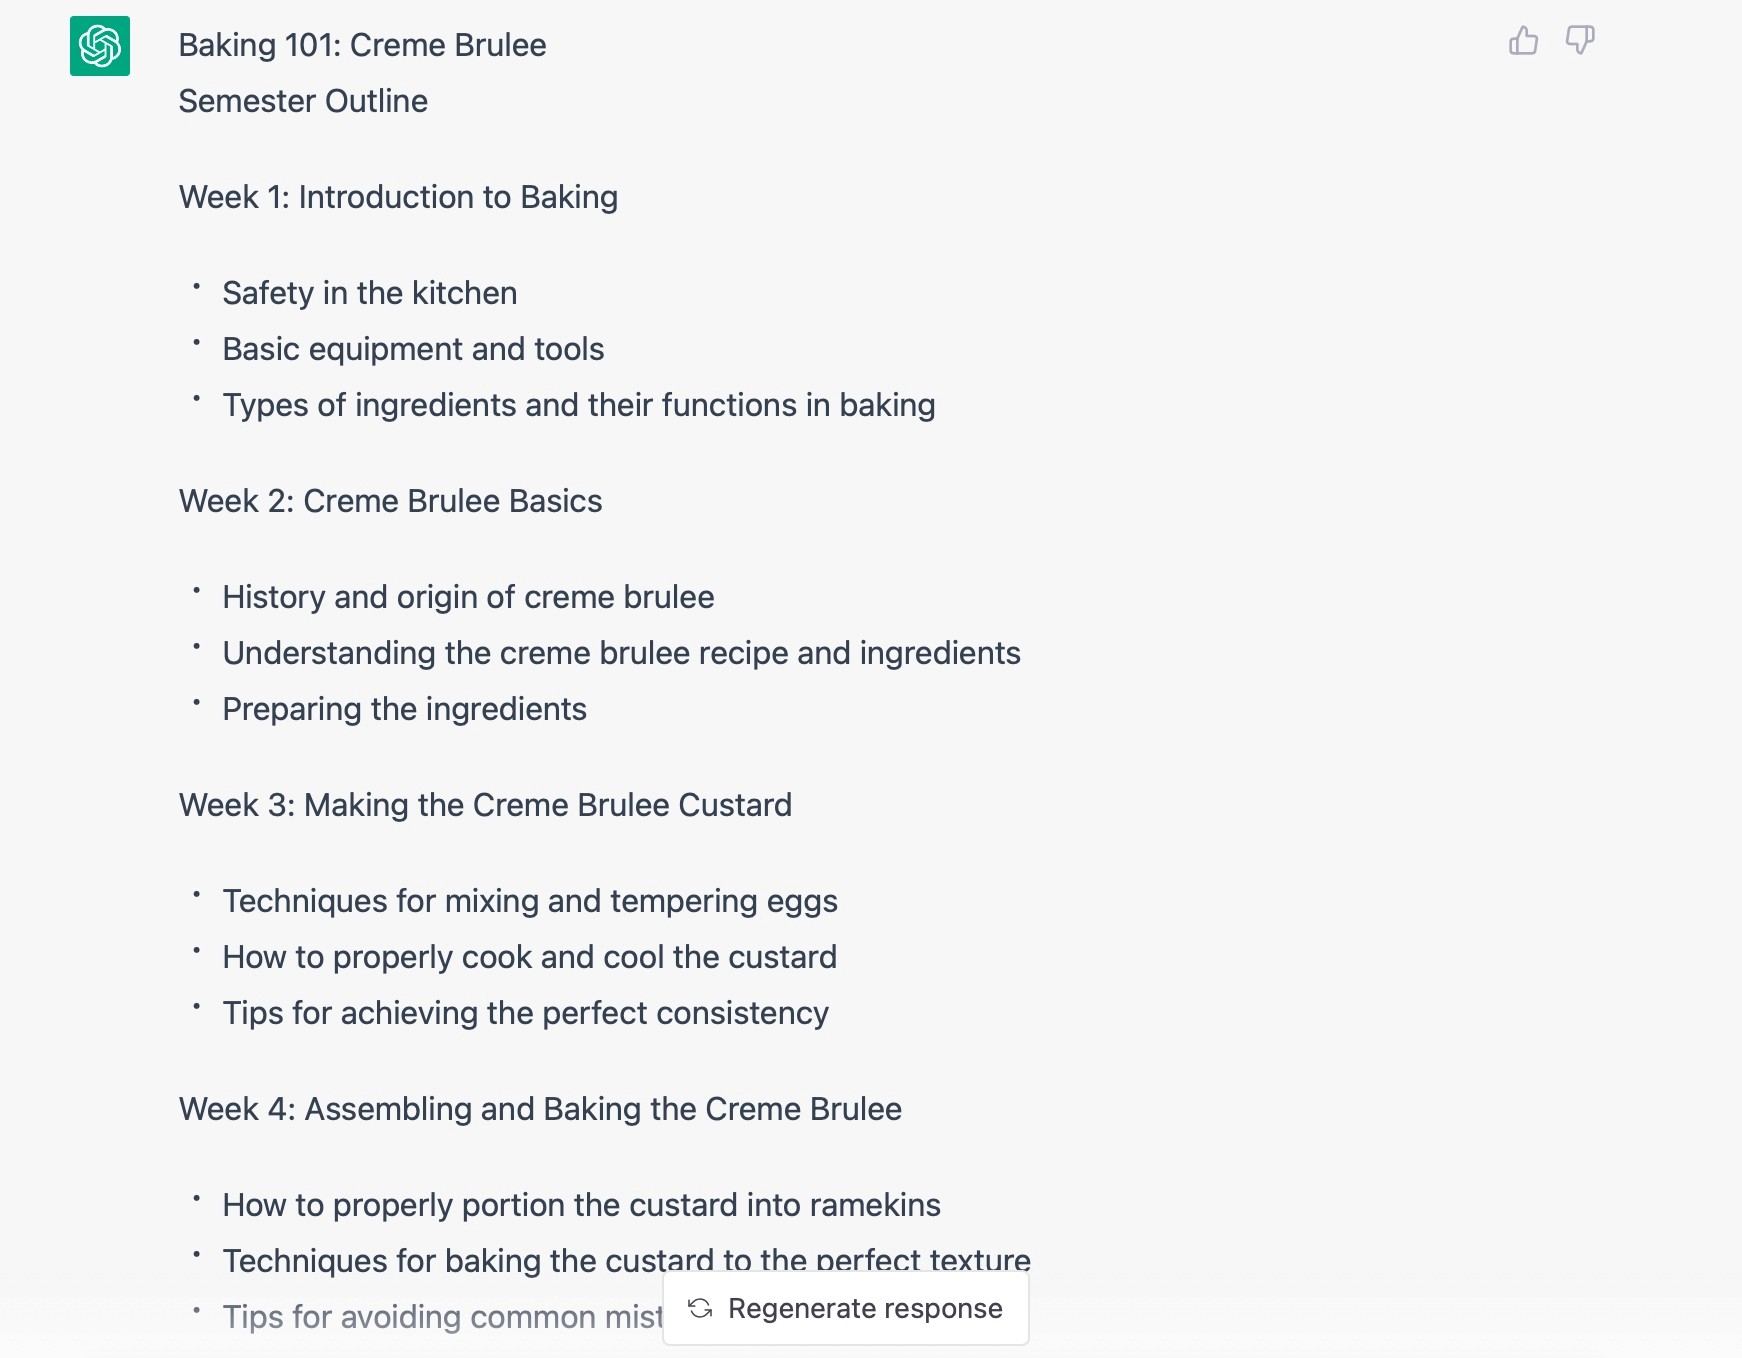 Baking 101: Creme Brulee
Semester Outline
Week 1: Introduction to Baking
• Safety in the kitchen
• Basic equipment and tools
• Types of ingredients and their functions in baking
Week 2: Creme Brulee Basics
• History and origin of creme brulee
• Understanding the creme brulee recipe and ingredients
• Preparing the ingredients
Week 3: Making the Creme Brulee Custard
• Techniques for mixing and tempering eggs
• How to properly cook and cool the custard
• Tips for achieving the perfect consistency
Week 4: Assembling and Baking the Creme Brulee
• How to properly portion the custard into ramekins
• Techniques for baking the custard to the perfect texture
• Tips for avoiding common
Regenerate response